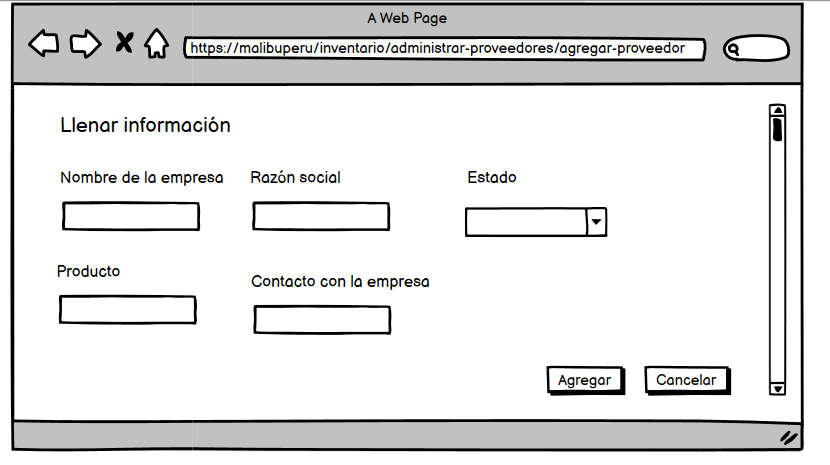 A Web Page
https://malibuperu/inventario/administrar-proveedores/agregar-proveedor
Llenar información
Nombre de la empresa
Razón social
Estado
Producto
Contacto con la empresa
Agregar
Cancelar